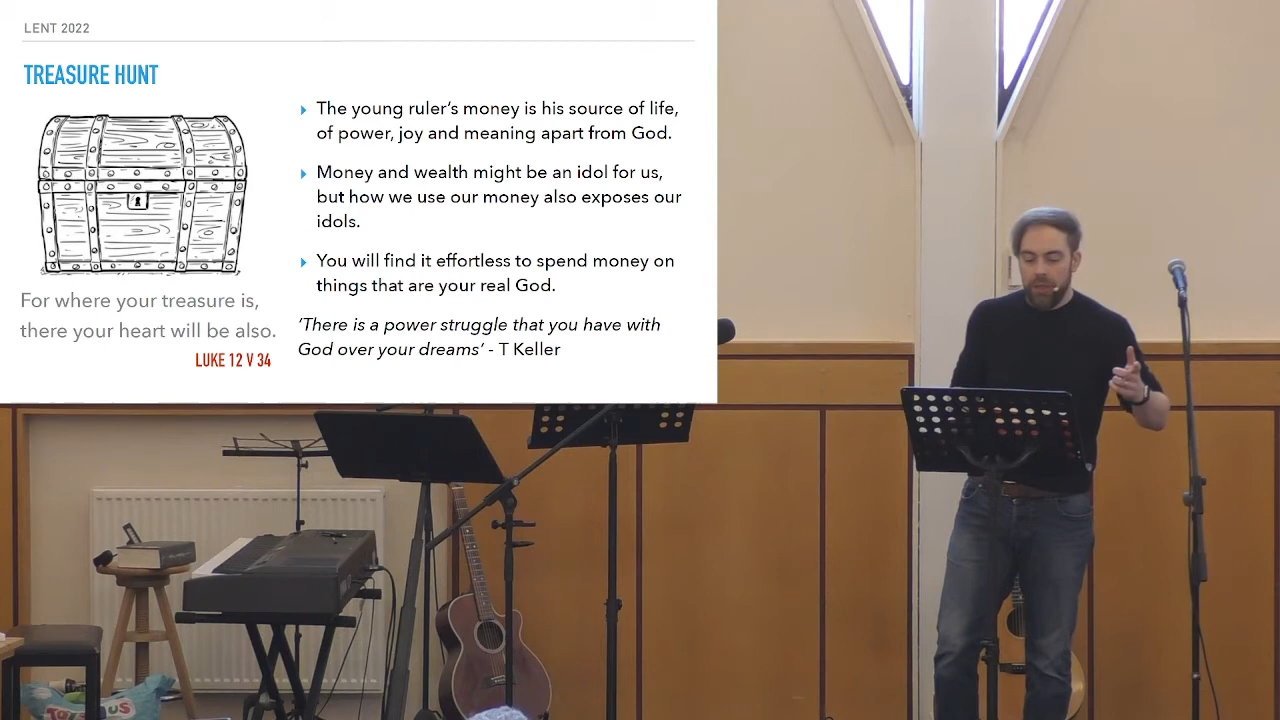 LENT 2022
TREASURE HUNT
The young ruler's money is his source of life,
of power, joy and meaning apart from God.
Money and wealth might be an idol for us,
but how we use our money also exposes our
idols.
You will find it effortless to spend money on
things that are your real God.
'There is a power struggle that you have with
God over your dreams' - T Keller
For where your treasure is,
there your heart will be also.
LUKE 12 V 34